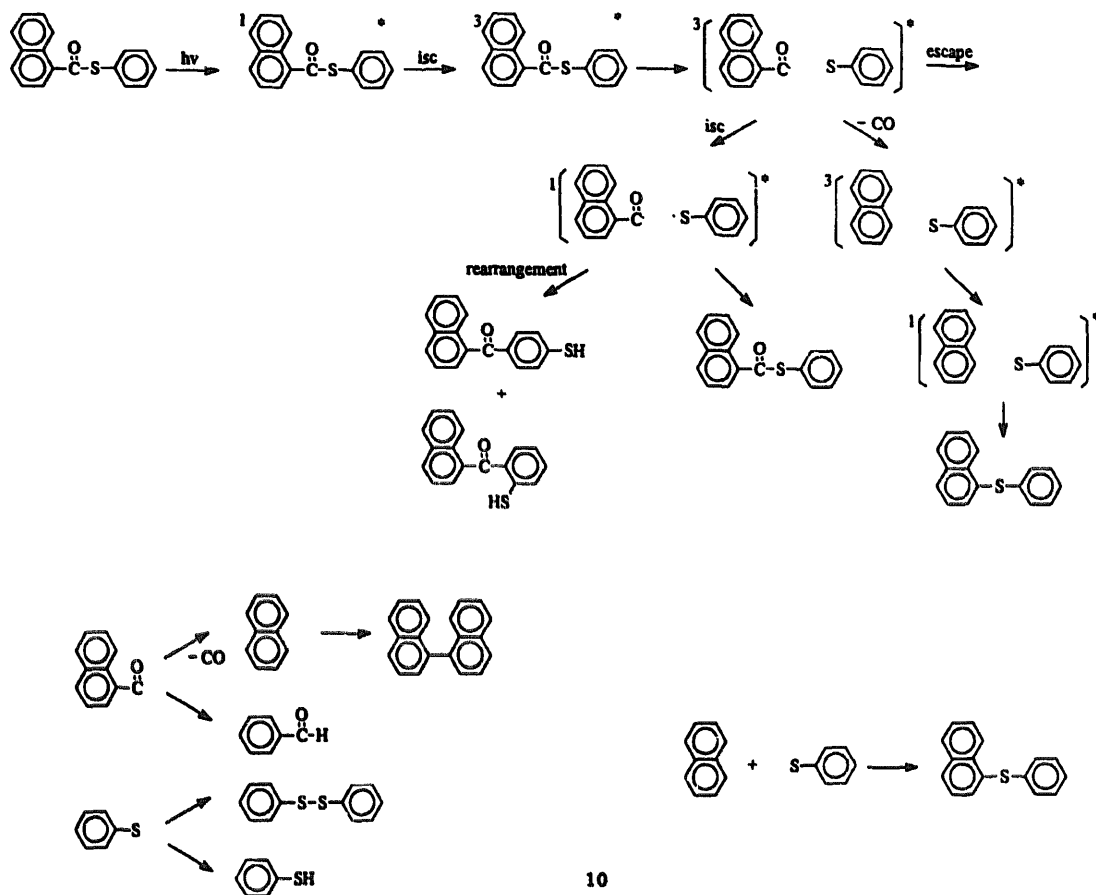 1 * 3 * 3 *
O O O O
C-S hν C-S isc C-S C S escape
isc - CO
1 * 3 *
O
C · S S
rearrangement
O O 1 *
C SH C-S S
+
O
C S
HS
- CO
O
C
O
C-H
+ S S
S-S
S
SH
10